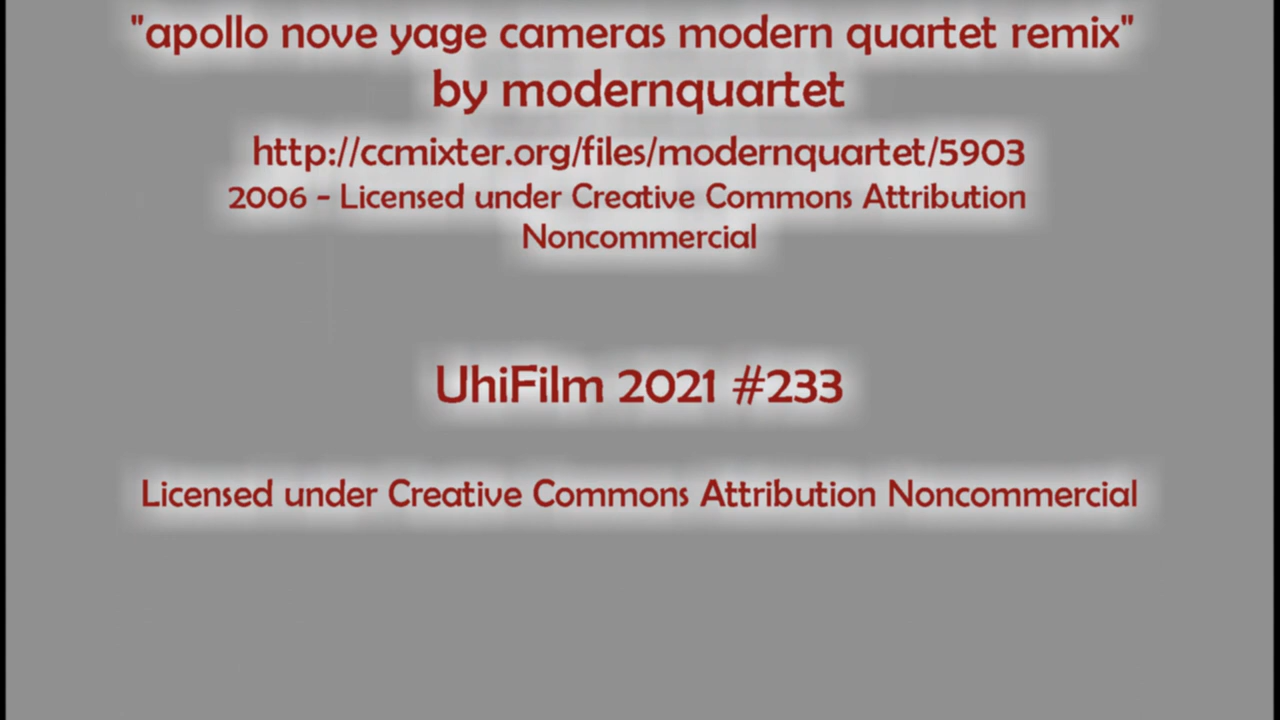 "apollo nove yage cameras modern quartet remix"
by modernquartet
http://ccmixter.org/files/modernquartet/5903
2006 - Licensed under Creative Commons Attribution
Noncommercial
UhiFilm 2021 #233
Licensed under Creative Commons Attribution Noncommercial